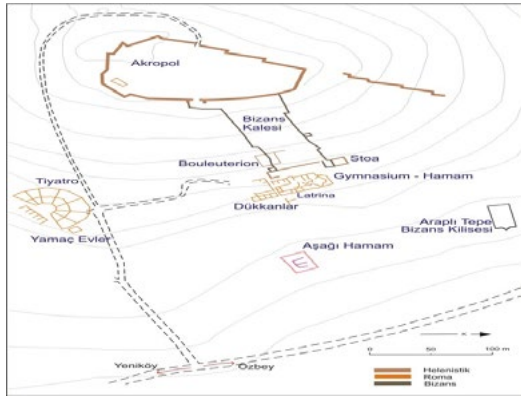 Akropol
Bizans
Kalesi
Bouleuterion
Stoa
Gymnasium - Hamam
Tiyatro
Latrina
Dükkanlar
Yamaç Evler
Araplı Tepe
Bizans Kilisesi
Aşağı Hamam
K
0
50
100 m
Yeniköy
Özbey
Helenistik
Roma
Bizans